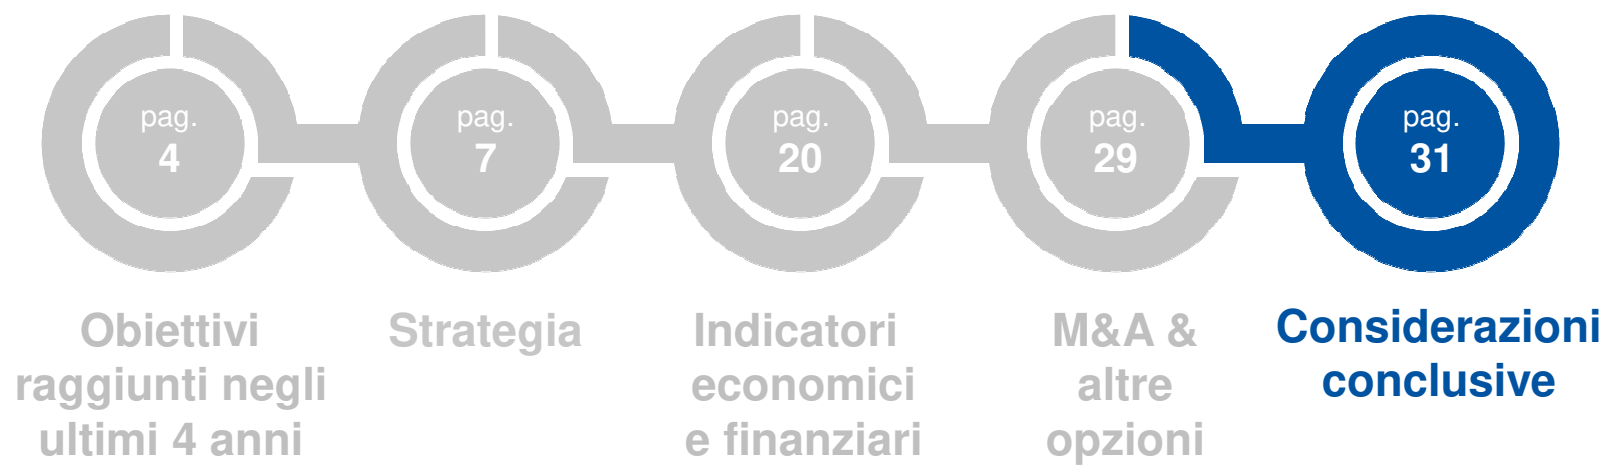 pag.
4
pag.
7
pag.
20
pag.
29
pag.
31
Obiettivi
raggiunti negli
ultimi 4 anni
Strategia
Indicatori
economici
e finanziari
M&A &
altre
opzioni
Considerazioni
conclusive